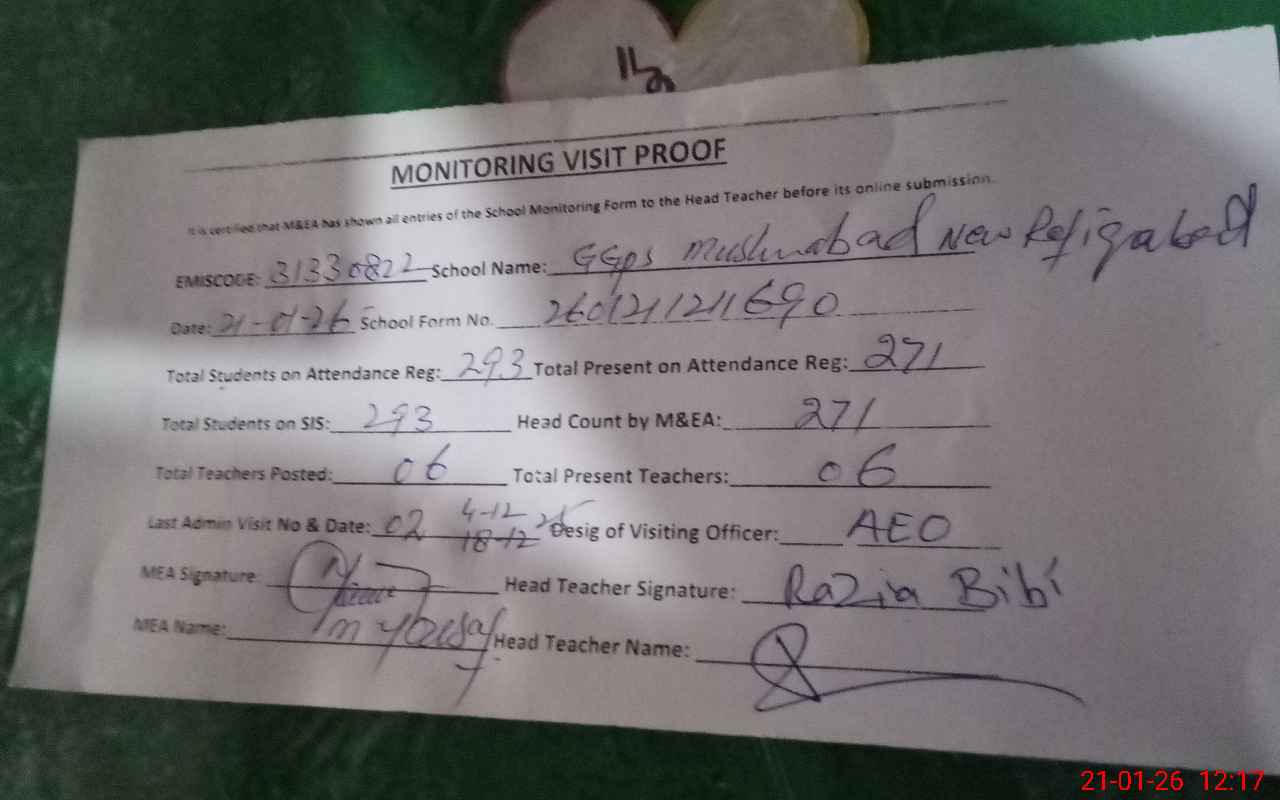 MONITORING VISIT PROOF
It is certified that M&EA has shown all entries of the School Monitoring Form to the Head Teacher before its online submission.
EMISCODE: 31330822 School Name: GGPS New Rafiqabad
Date: 21-01-26 School Form No. 260121121690
Total Students on Attendance Reg: 293 Total Present on Attendance Reg: 271
Total Students on SIS: 293 Head Count by M&EA: 271
Total Teachers Posted: 06 Total Present Teachers: 06
Last Admin Visit No & Date: 02 4-12 18-12 Desig of Visiting Officer: AEO
MEA Signature: Head Teacher Signature: Razia Bibi
MEA Name: Head Teacher Name:
21-01-26 12:17